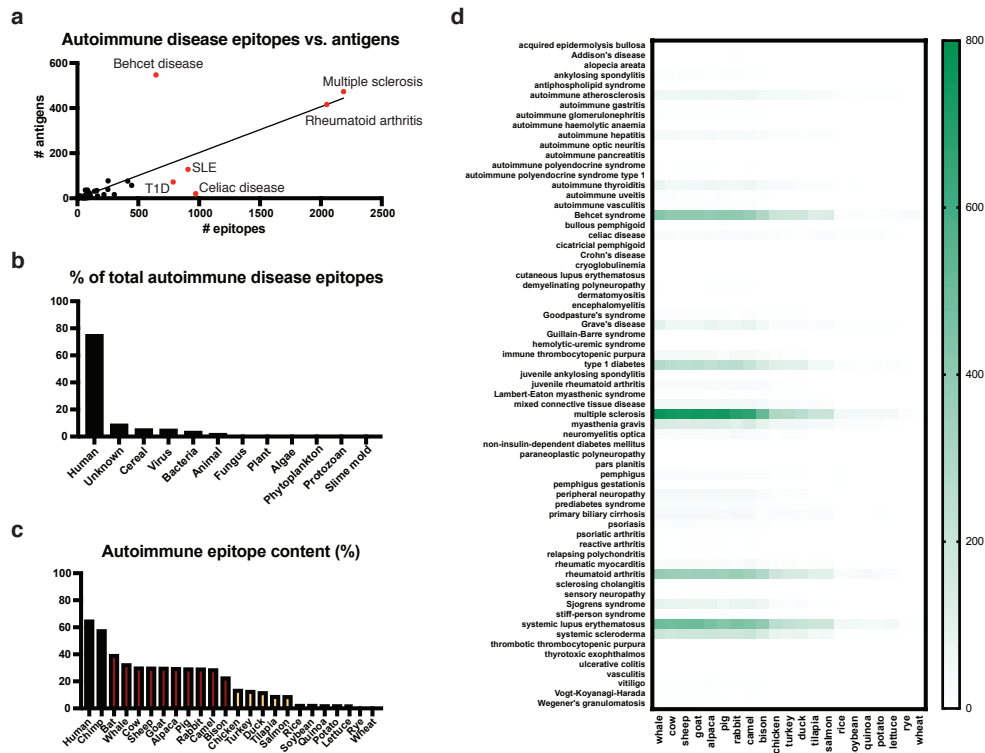 a
Autoimmune disease epitopes vs. antigens
600
400
200
0
# antigens
Behcet disease
Multiple sclerosis
Rheumatoid arthritis
SLE
T1D
Celiac disease
0
500
1000
1500
2000
2500
# epitopes
b
% of total autoimmune disease epitopes
100
80
60
40
20
0
Human
Unknown
Cereal
Virus
Bacteria
Animal
Fungus
Plant
Algae
Phytoplankton
Protozoan
Slime mold
c
Autoimmune epitope content (%)
100
80
60
40
20
0
Human
Chimp
Bat
Whale
Cow
Sheep
Goat
Alpaca
Pig
Rabbit
Camel
Bison
Chicken
Turkey
Duck
Tilapia
Salmon
Rice
Soybean
Quinoa
Potato
Lettuce
Rye
Wheat
d
acquired epidermolysis bullosa
Addison's disease
alopecia areata
ankylosing spondylitis
antiphospholipid syndrome
autoimmune atherosclerosis
autoimmune gastritis
autoimmune glomerulonephritis
autoimmune haemolytic anaemia
autoimmune hepatitis
autoimmune optic neuritis
autoimmune pancreatitis
autoimmune polyendocrine syndrome
autoimmune polyendocrine syndrome type 1
autoimmune thyroiditis
autoimmune uveitis
autoimmune vasculitis
Behcet syndrome
bullous pemphigoid
celiac disease
cicatricial pemphigoid
Crohn's disease
cryoglobulinemia
cutaneous lupus erythematosus
demyelinating polyneuropathy
dermatomyositis
encephalomyelitis
Goodpasture's syndrome
Grave's disease
Guillain-Barre syndrome
hemolytic-uremic syndrome
immune thrombocytopenic purpura
type 1 diabetes
juvenile ankylosing spondylitis
juvenile rheumatoid arthritis
Lambert-Eaton myasthenic syndrome
mixed connective tissue disease
multiple sclerosis
myasthenia gravis
neuromyelitis optica
non-insulin-dependent diabetes mellitus
paraneoplastic polyneuropathy
pars planitis
pemphigus
pemphigus gestationis
peripheral neuropathy
prediabetes syndrome
primary biliary cirrhosis
psoriasis
psoriatic arthritis
reactive arthritis
relapsing polychondritis
rheumatic myocarditis
rheumatoid arthritis
sclerosing cholangitis
sensory neuropathy
Sjogrens syndrome
stiff-person syndrome
systemic lupus erythematosus
systemic scleroderma
thrombotic thrombocytopenic purpura
thyrotoxic exophthalmos
ulcerative colitis
vasculitis
vitiligo
Vogt-Koyanagi-Harada
Wegener's granulomatosis
whale
cow
sheep
goat
alpaca
pig
rabbit
camel
bison
chicken
turkey
duck
tilapia
salmon
rice
soybean
quinoa
potato
lettuce
rye
wheat
800
600
400
200
0